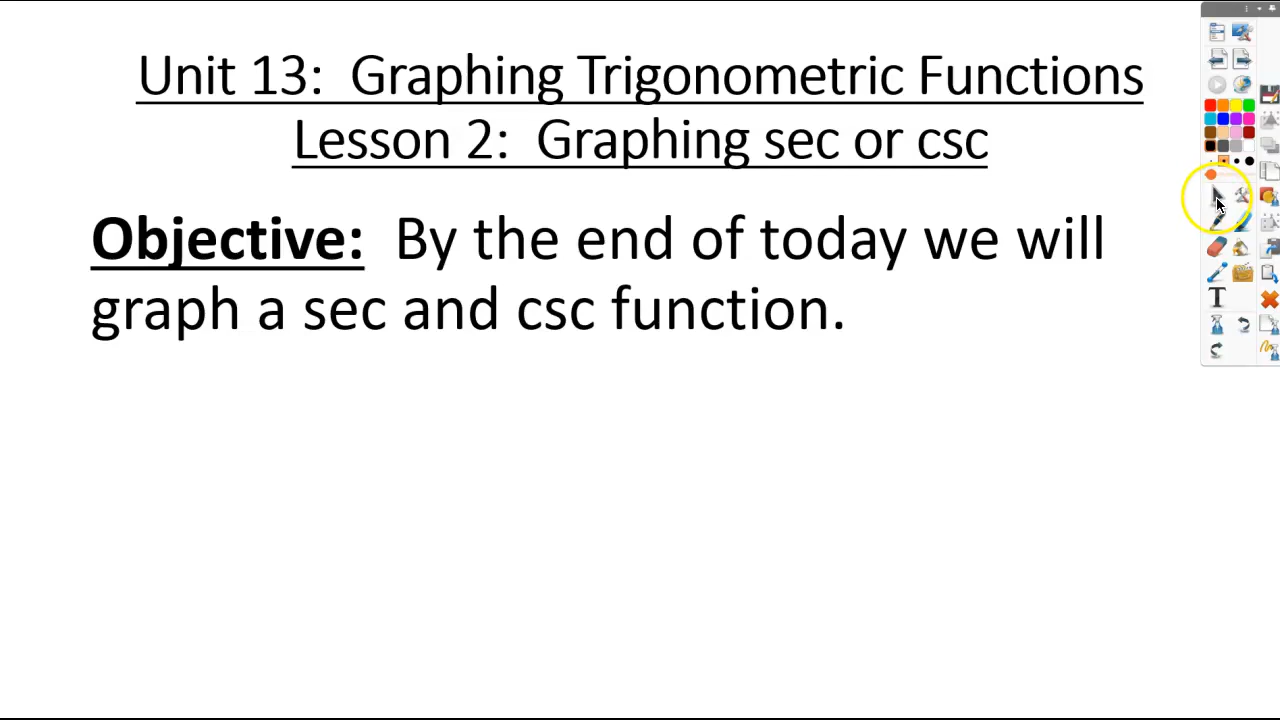 Unit 13: Graphing Trigonometric Functions
Lesson 2: Graphing sec or csc
Objective: By the end of today we will
graph a sec and csc function.
T